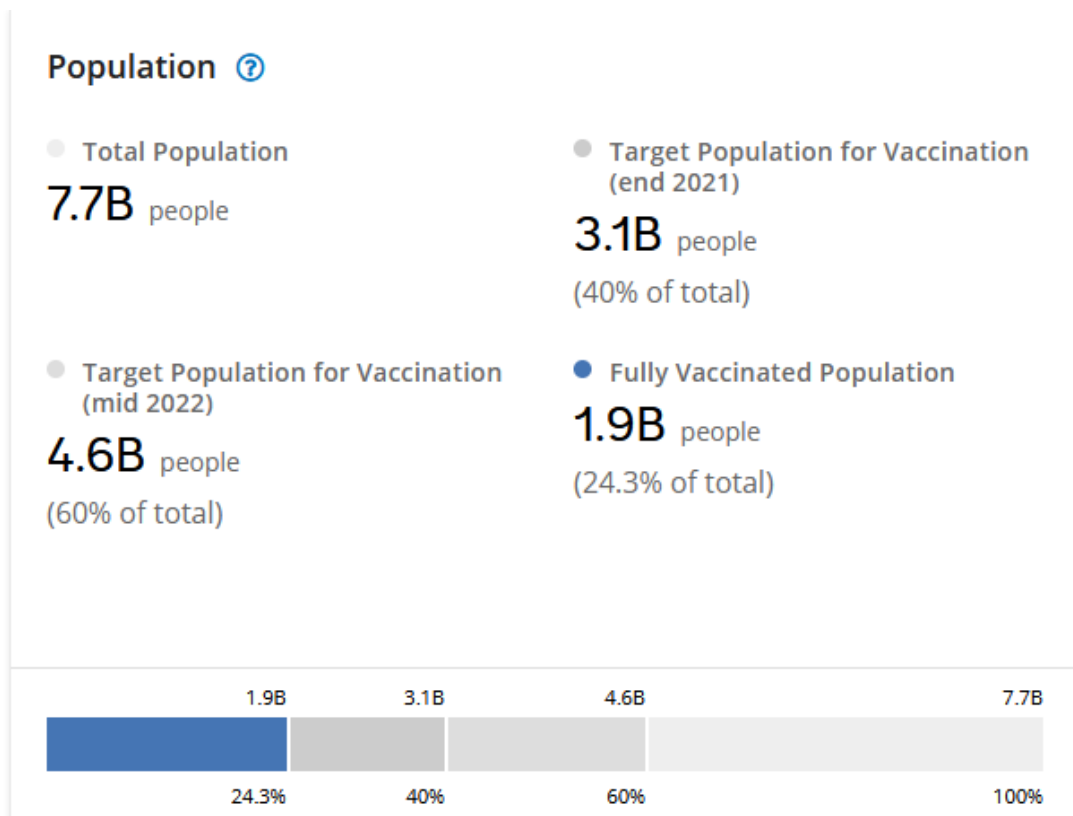 Population ?
Total Population
7.7B people
Target Population for Vaccination
(end 2021)
3.1B people
(40% of total)
Target Population for Vaccination
(mid 2022)
4.6B people
(60% of total)
Fully Vaccinated Population
1.9B people
(24.3% of total)
1.9B 3.1B 4.6B 7.7B
24.3% 40% 60% 100%